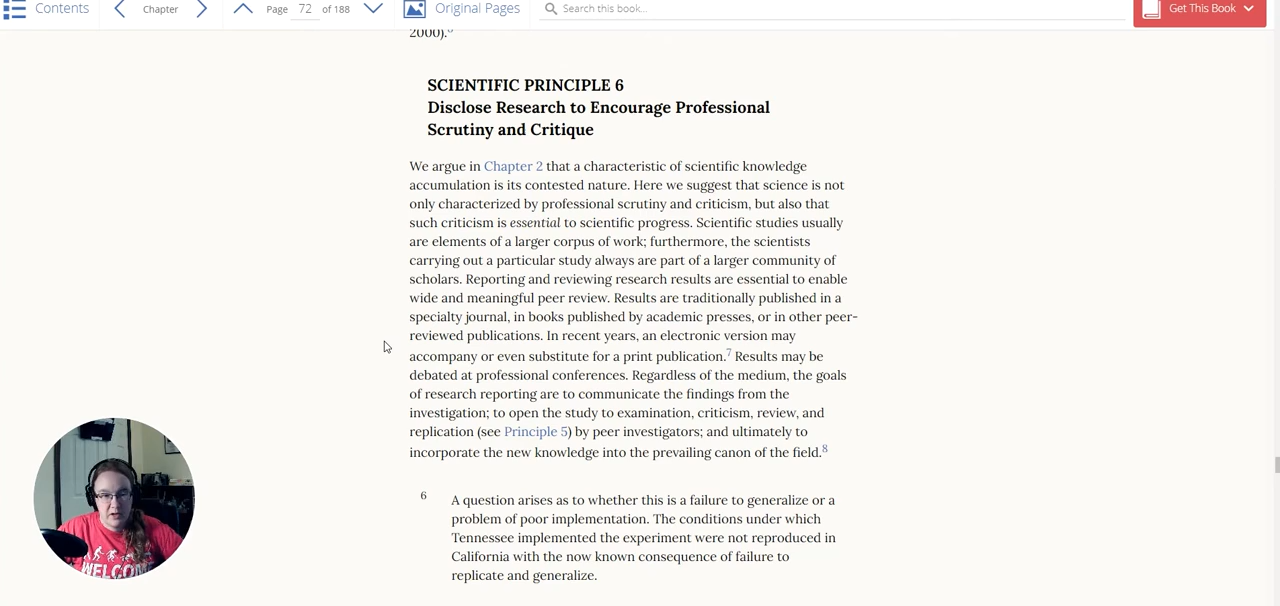 Contents
Chapter
Page 72 of 188
Original Pages
Search this book...
Get This Book
2000).6
SCIENTIFIC PRINCIPLE 6
Disclose Research to Encourage Professional
Scrutiny and Critique
We argue in Chapter 2 that a characteristic of scientific knowledge
accumulation is its contested nature. Here we suggest that science is not
only characterized by professional scrutiny and criticism, but also that
such criticism is essential to scientific progress. Scientific studies usually
are elements of a larger corpus of work; furthermore, the scientists
carrying out a particular study always are part of a larger community of
scholars. Reporting and reviewing research results are essential to enable
wide and meaningful peer review. Results are traditionally published in a
specialty journal, in books published by academic presses, or in other peer-
reviewed publications. In recent years, an electronic version may
accompany or even substitute for a print publication.7 Results may be
debated at professional conferences. Regardless of the medium, the goals
of research reporting are to communicate the findings from the
investigation; to open the study to examination, criticism, review, and
replication (see Principle 5) by peer investigators; and ultimately to
incorporate the new knowledge into the prevailing canon of the field.8
6 A question arises as to whether this is a failure to generalize or a
problem of poor implementation. The conditions under which
Tennessee implemented the experiment were not reproduced in
California with the now known consequence of failure to
replicate and generalize.
WELCOM